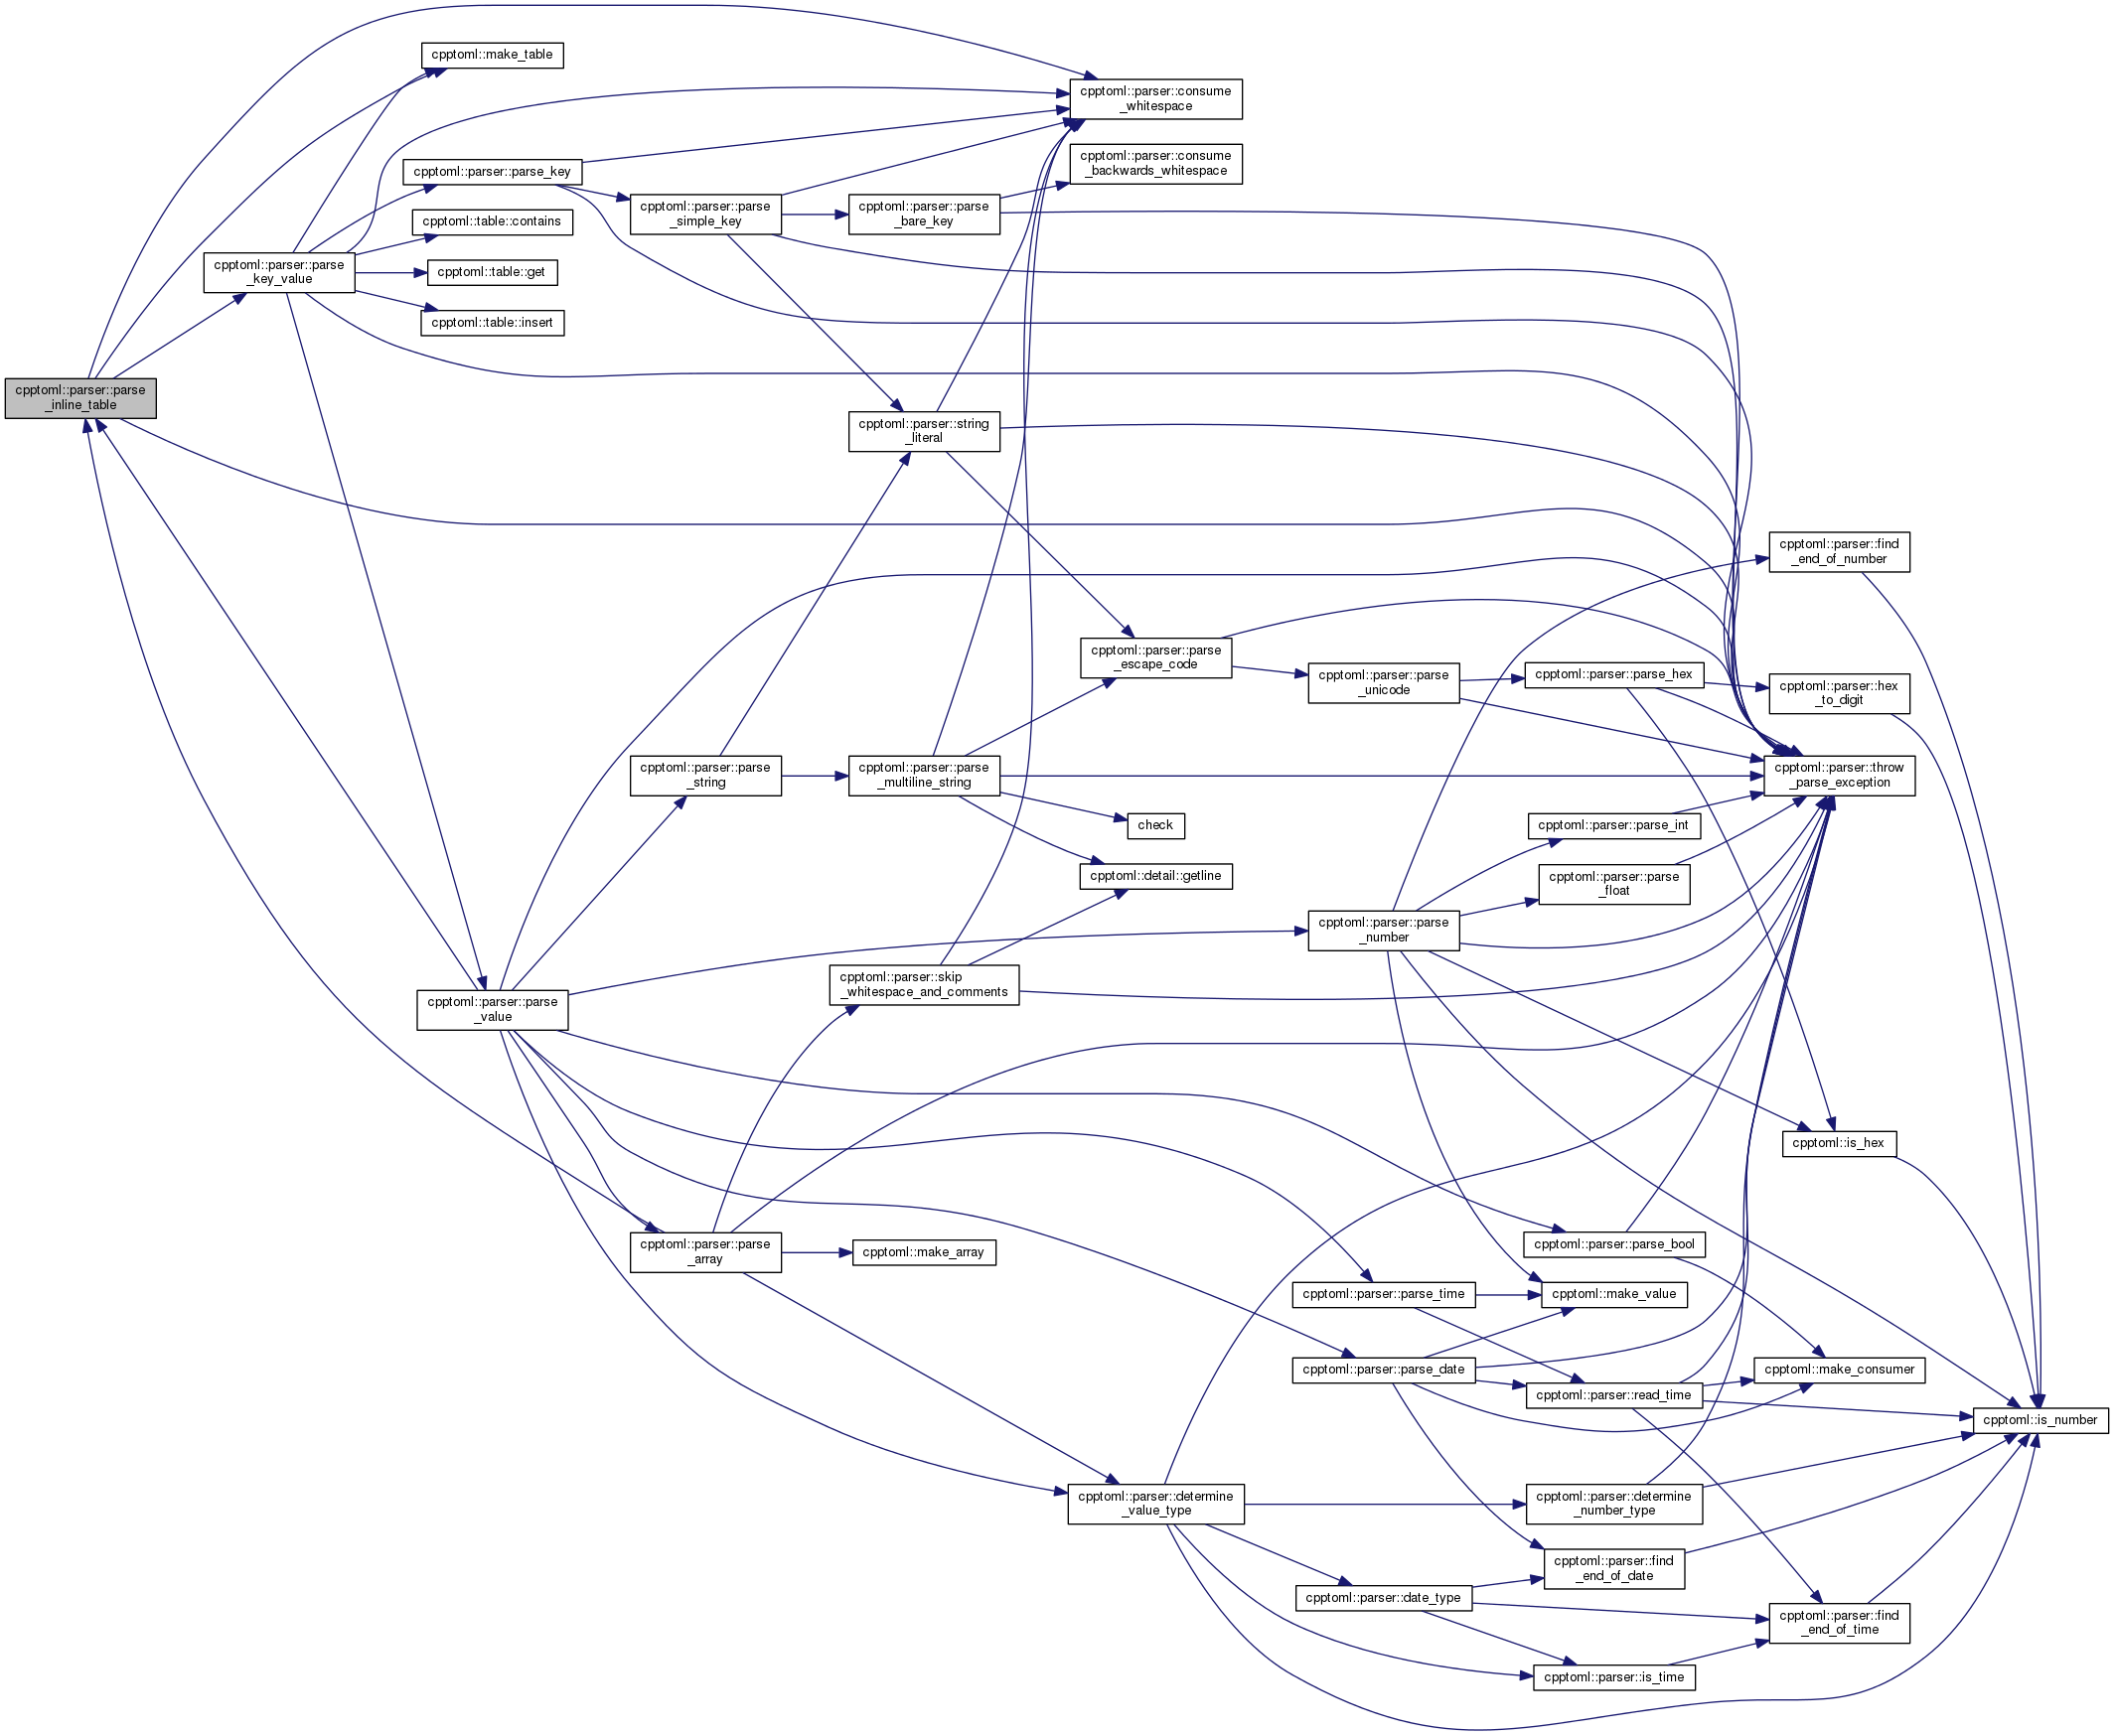 cpptoml::make_table
cpptoml::parser::consume
_whitespace
cpptoml::parser::consume
_backwards_whitespace
cpptoml::parser::parse_key
cpptoml::parser::parse
_simple_key
cpptoml::parser::parse
_bare_key
cpptoml::table::contains
cpptoml::parser::parse
_key_value
cpptoml::table::get
cpptoml::table::insert
cpptoml::parser::parse
_inline_table
cpptoml::parser::string
_literal
cpptoml::parser::find
_end_of_number
cpptoml::parser::parse
_escape_code
cpptoml::parser::parse
_unicode
cpptoml::parser::parse_hex
cpptoml::parser::hex
_to_digit
cpptoml::parser::parse
_string
cpptoml::parser::parse
_multiline_string
cpptoml::parser::throw
_parse_exception
check
cpptoml::parser::parse_int
cpptoml::detail::getline
cpptoml::parser::parse
_float
cpptoml::parser::parse
_number
cpptoml::parser::skip
_whitespace_and_comments
cpptoml::parser::parse
_value
cpptoml::is_hex
cpptoml::parser::parse
_array
cpptoml::make_array
cpptoml::parser::parse_bool
cpptoml::parser::parse_time
cpptoml::make_value
cpptoml::parser::parse_date
cpptoml::make_consumer
cpptoml::parser::read_time
cpptoml::is_number
cpptoml::parser::determine
_value_type
cpptoml::parser::determine
_number_type
cpptoml::parser::find
_end_of_date
cpptoml::parser::date_type
cpptoml::parser::find
_end_of_time
cpptoml::parser::is_time